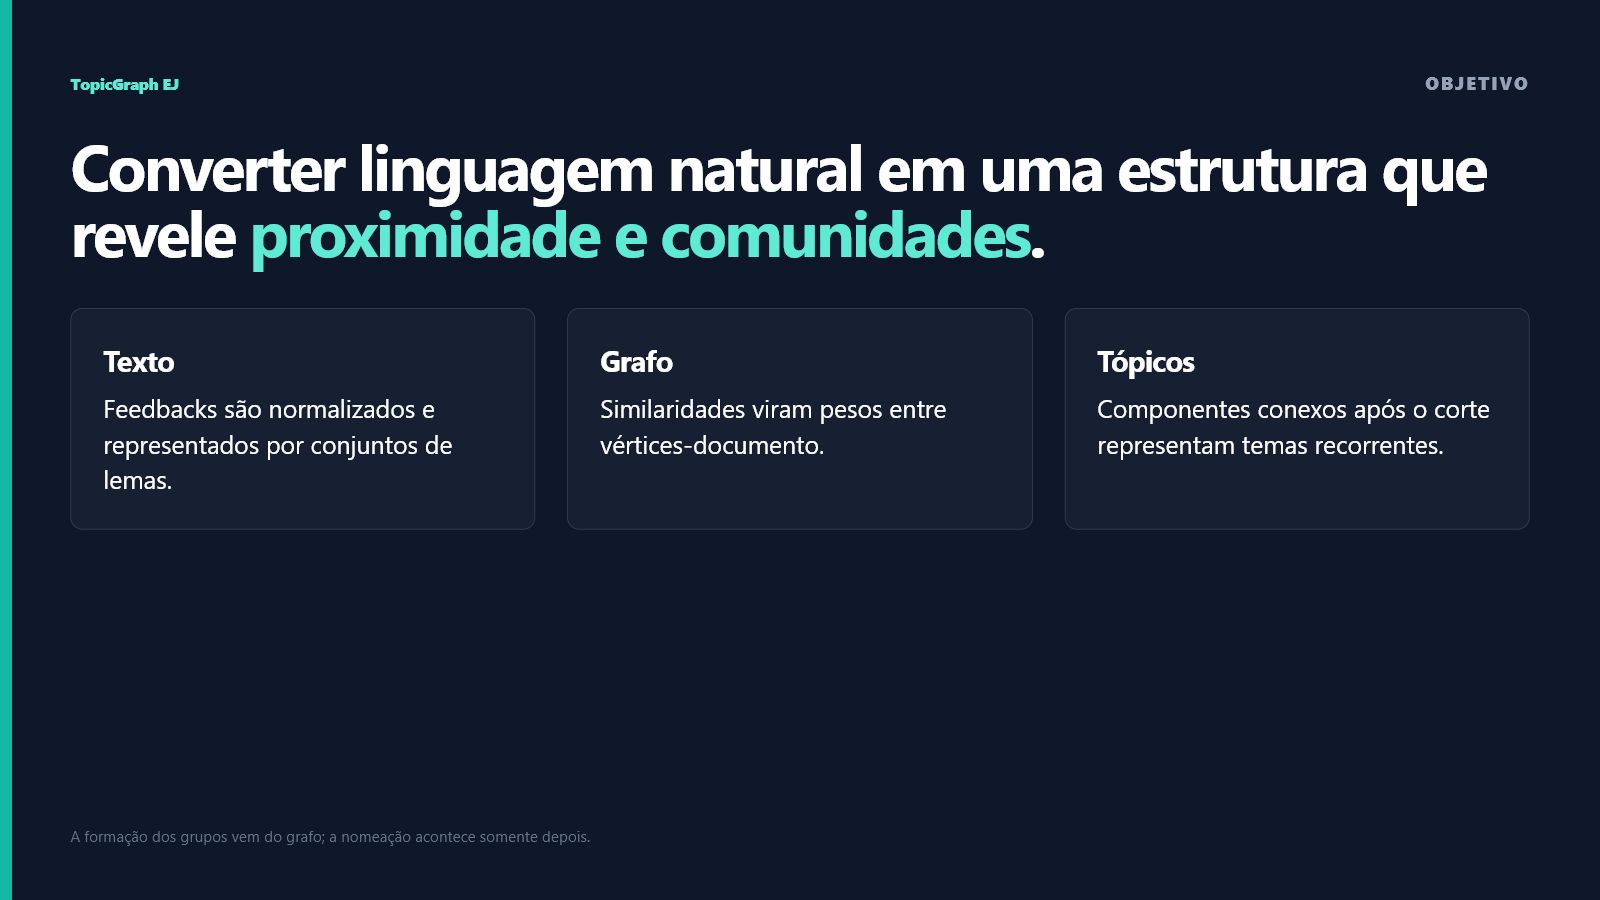 TopicGraph EJ
OBJETIVO
Converter linguagem natural em uma estrutura que
revele proximidade e comunidades.
Texto
Feedbacks são normalizados e
representados por conjuntos de
lemas.
Grafo
Similaridades viram pesos entre
vértices-documento.
Tópicos
Componentes conexos após o corte
representam temas recorrentes.
A formação dos grupos vem do grafo; a nomeação acontece somente depois.